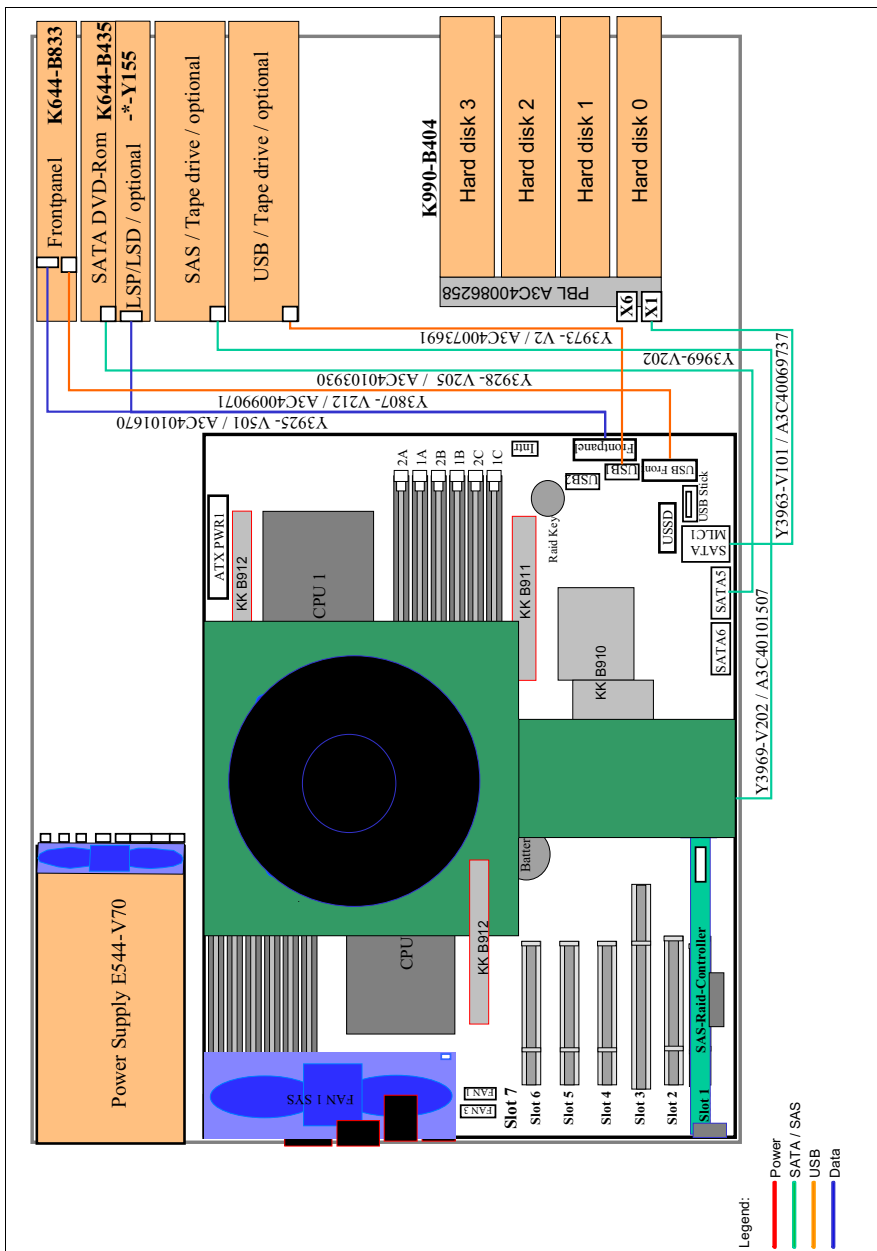 Frontpanel K644-B833
SATA DVD-Rom K644-B435
LSP/LSD / optional -*-Y155
SAS / Tape drive / optional
USB / Tape drive / optional
K990-B404
Hard disk 3
Hard disk 2
Hard disk 1
Hard disk 0
PBL A3C40086258
X6
X1
Y3973- V2 / A3C40073691
Y3969-V202
Y3928- V205 / A3C40103930
Y3807- V212 / A3C40099071
Y3925- V501 / A3C40101670
Y3963-V101 / A3C40069737
Y3969-V202 / A3C40101507
ATX PWR1
KK B912
CPU 1
2A
1A
2B
1B
2C
1C
Intr
Frontpanel
USB1
USB2
USB Fron
Raid Key
USB Stick
USSD
SATA
MLC1
SATA5
SATA6
KK B911
KK B910
Batter
Power Supply E544-V70
CPU
KK B912
FAN 1 SYS
FAN 1
FAN 3
Slot 7
Slot 6
Slot 5
Slot 4
Slot 3
Slot 2
Slot 1
SAS-Raid-Controller
Legend:
Power
SATA / SAS
USB
Data